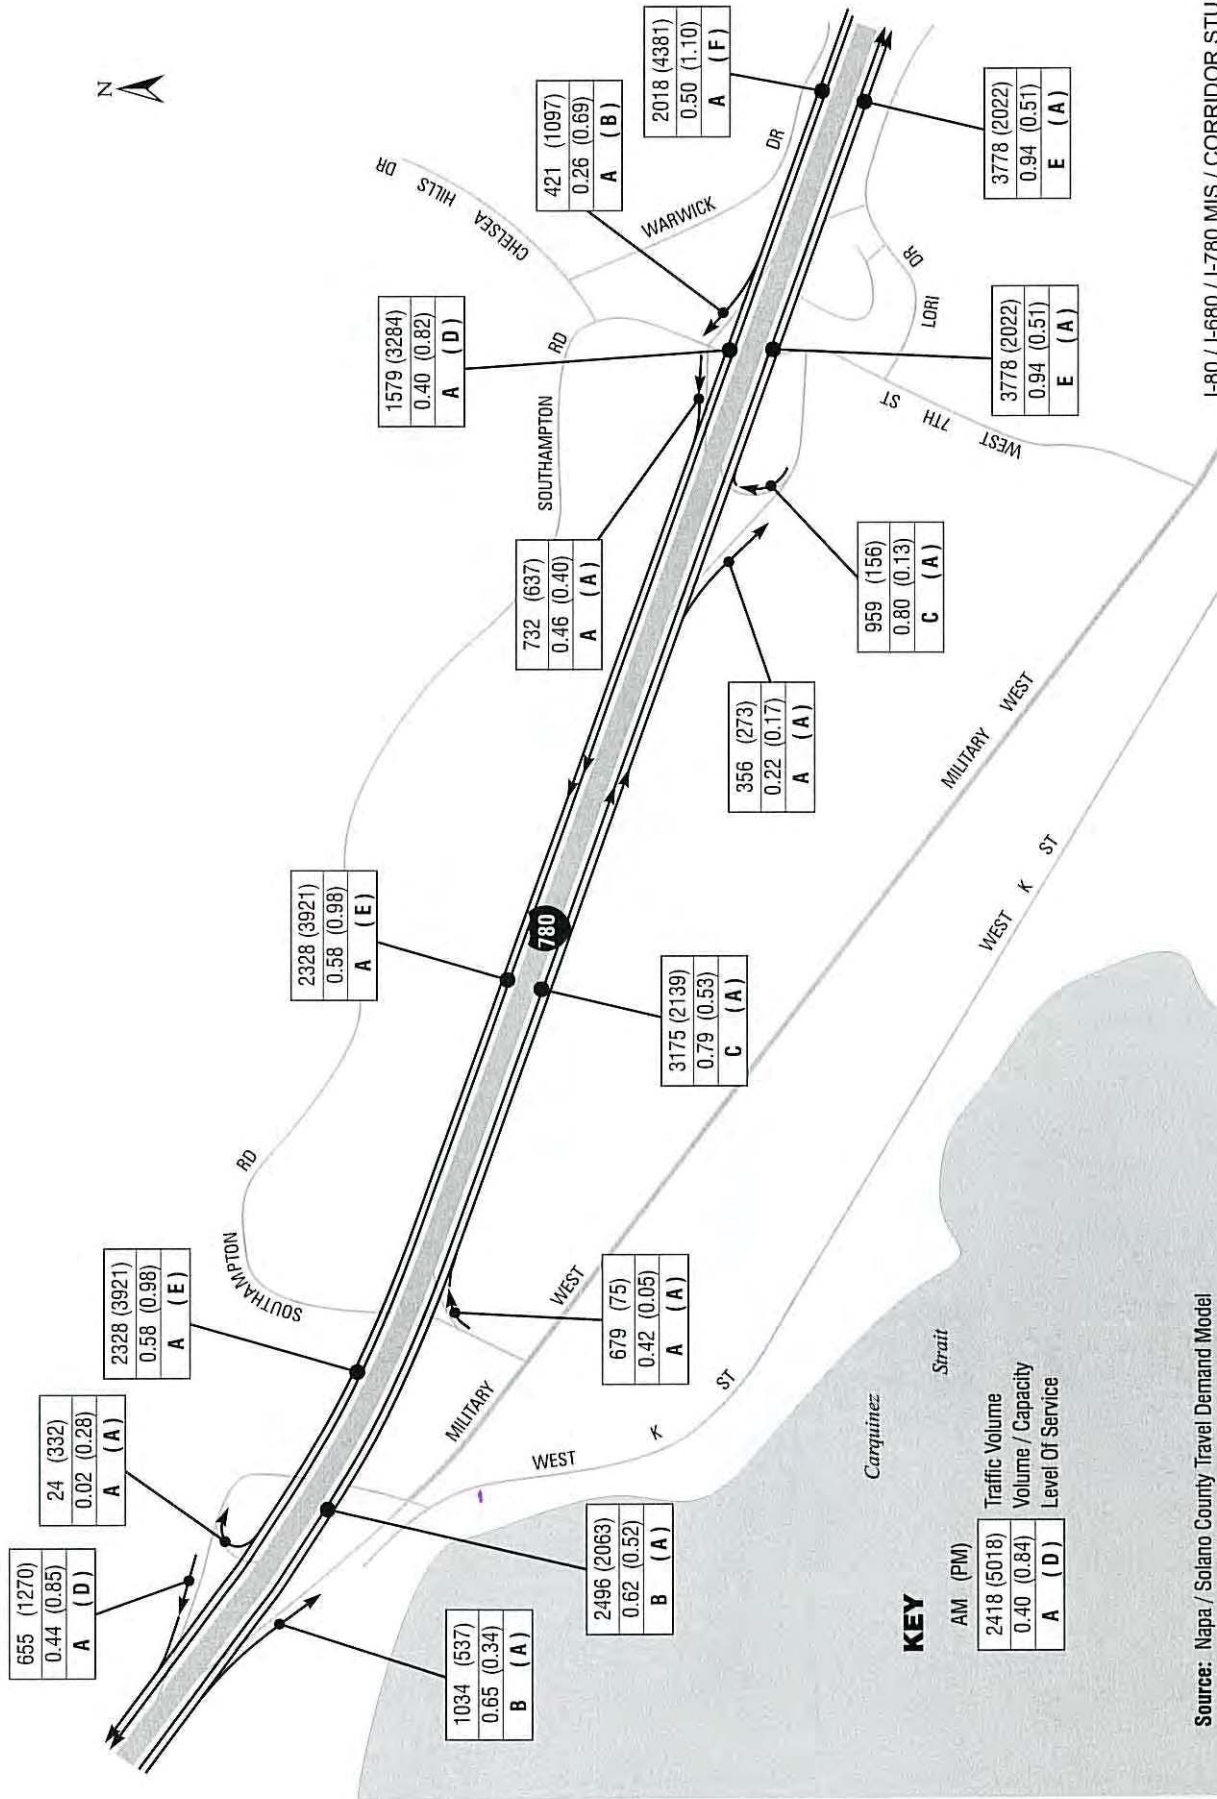 N
655 (1270)
0.44 (0.85)
A (D)
24 (332)
0.02 (0.28)
A (A)
2328 (3921)
0.58 (0.98)
A (E)
2328 (3921)
0.58 (0.98)
A (E)
1579 (3284)
0.40 (0.82)
A (D)
421 (1097)
0.26 (0.69)
A (B)
2018 (4381)
0.50 (1.10)
A (F)
732 (637)
0.46 (0.40)
A (A)
SOUTHAMPTON
RD
SOUTHAMPTON
RD
CHELSEA HILLS DR
WARWICK
DR
780
1034 (537)
0.65 (0.34)
B (A)
2496 (2063)
0.62 (0.52)
B (A)
679 (75)
0.42 (0.05)
A (A)
3175 (2139)
0.79 (0.53)
C (A)
356 (273)
0.22 (0.17)
A (A)
959 (156)
0.80 (0.13)
C (A)
3778 (2022)
0.94 (0.51)
E (A)
3778 (2022)
0.94 (0.51)
E (A)
LORI
DR
WEST 7TH ST
MILITARY
WEST
MILITARY
WEST
WEST
K
ST
WEST
K
ST
Carquinez
Strait
KEY
AM (PM)
2418 (5018) Traffic Volume
0.40 (0.84) Volume / Capacity
A (D) Level Of Service
Source: Napa / Solano County Travel Demand Model
I-80 / I-680 / I-780 MIS / CORRIDOR STU